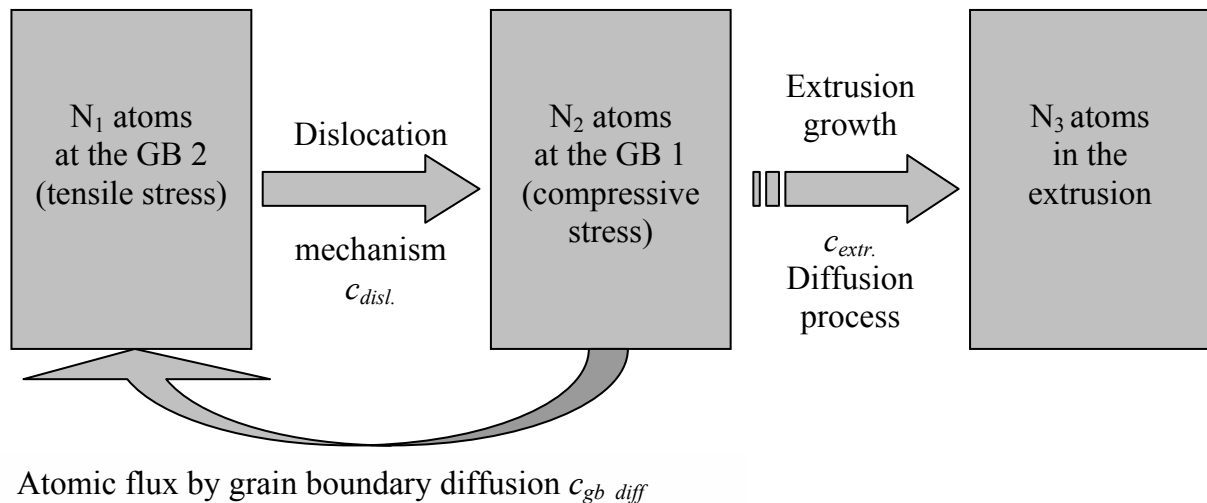 N₁ atoms
at the GB 2
(tensile stress)
Dislocation
mechanism
c_disl.
N₂ atoms
at the GB 1
(compressive
stress)
Extrusion
growth
c_extr.
Diffusion
process
N₃ atoms
in the
extrusion
Atomic flux by grain boundary diffusion c_gb diff